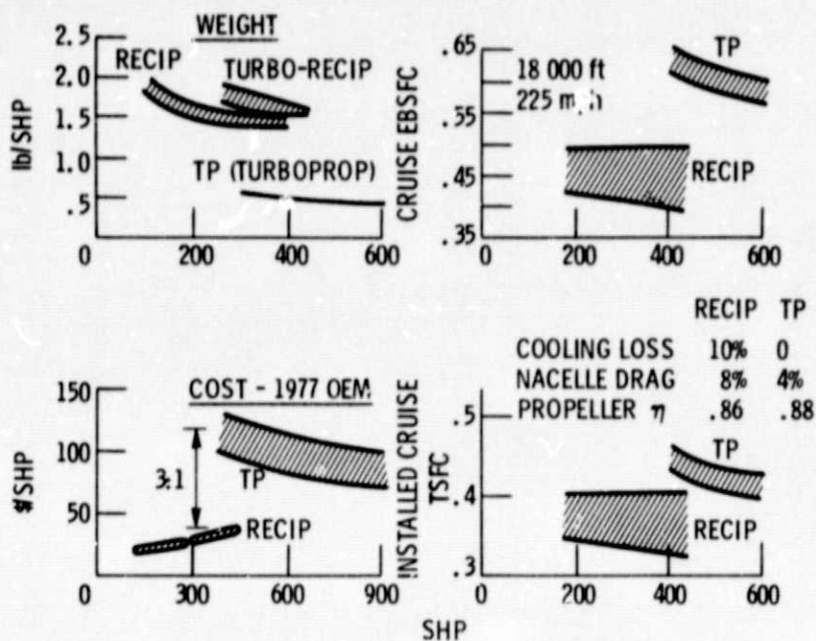 WEIGHT
2.5
2.0
1.5
1.0
.5
0
200
400
600
lb/SHP
RECIP
TURBO-RECIP
TP (TURBOPROP)
.65
.55
.45
.35
0
200
400
600
CRUISE EBSFC
18 000 ft
225 mph
TP
RECIP
COST - 1977 OEM
150
100
50
0
300
600
900
$/SHP
3:1
TP
RECIP
RECIP TP
COOLING LOSS 10% 0
NACELLE DRAG 8% 4%
PROPELLER η .86 .88
INSTALLED CRUISE
TSFC
.5
.4
.3
0
200
400
600
TP
RECIP
SHP